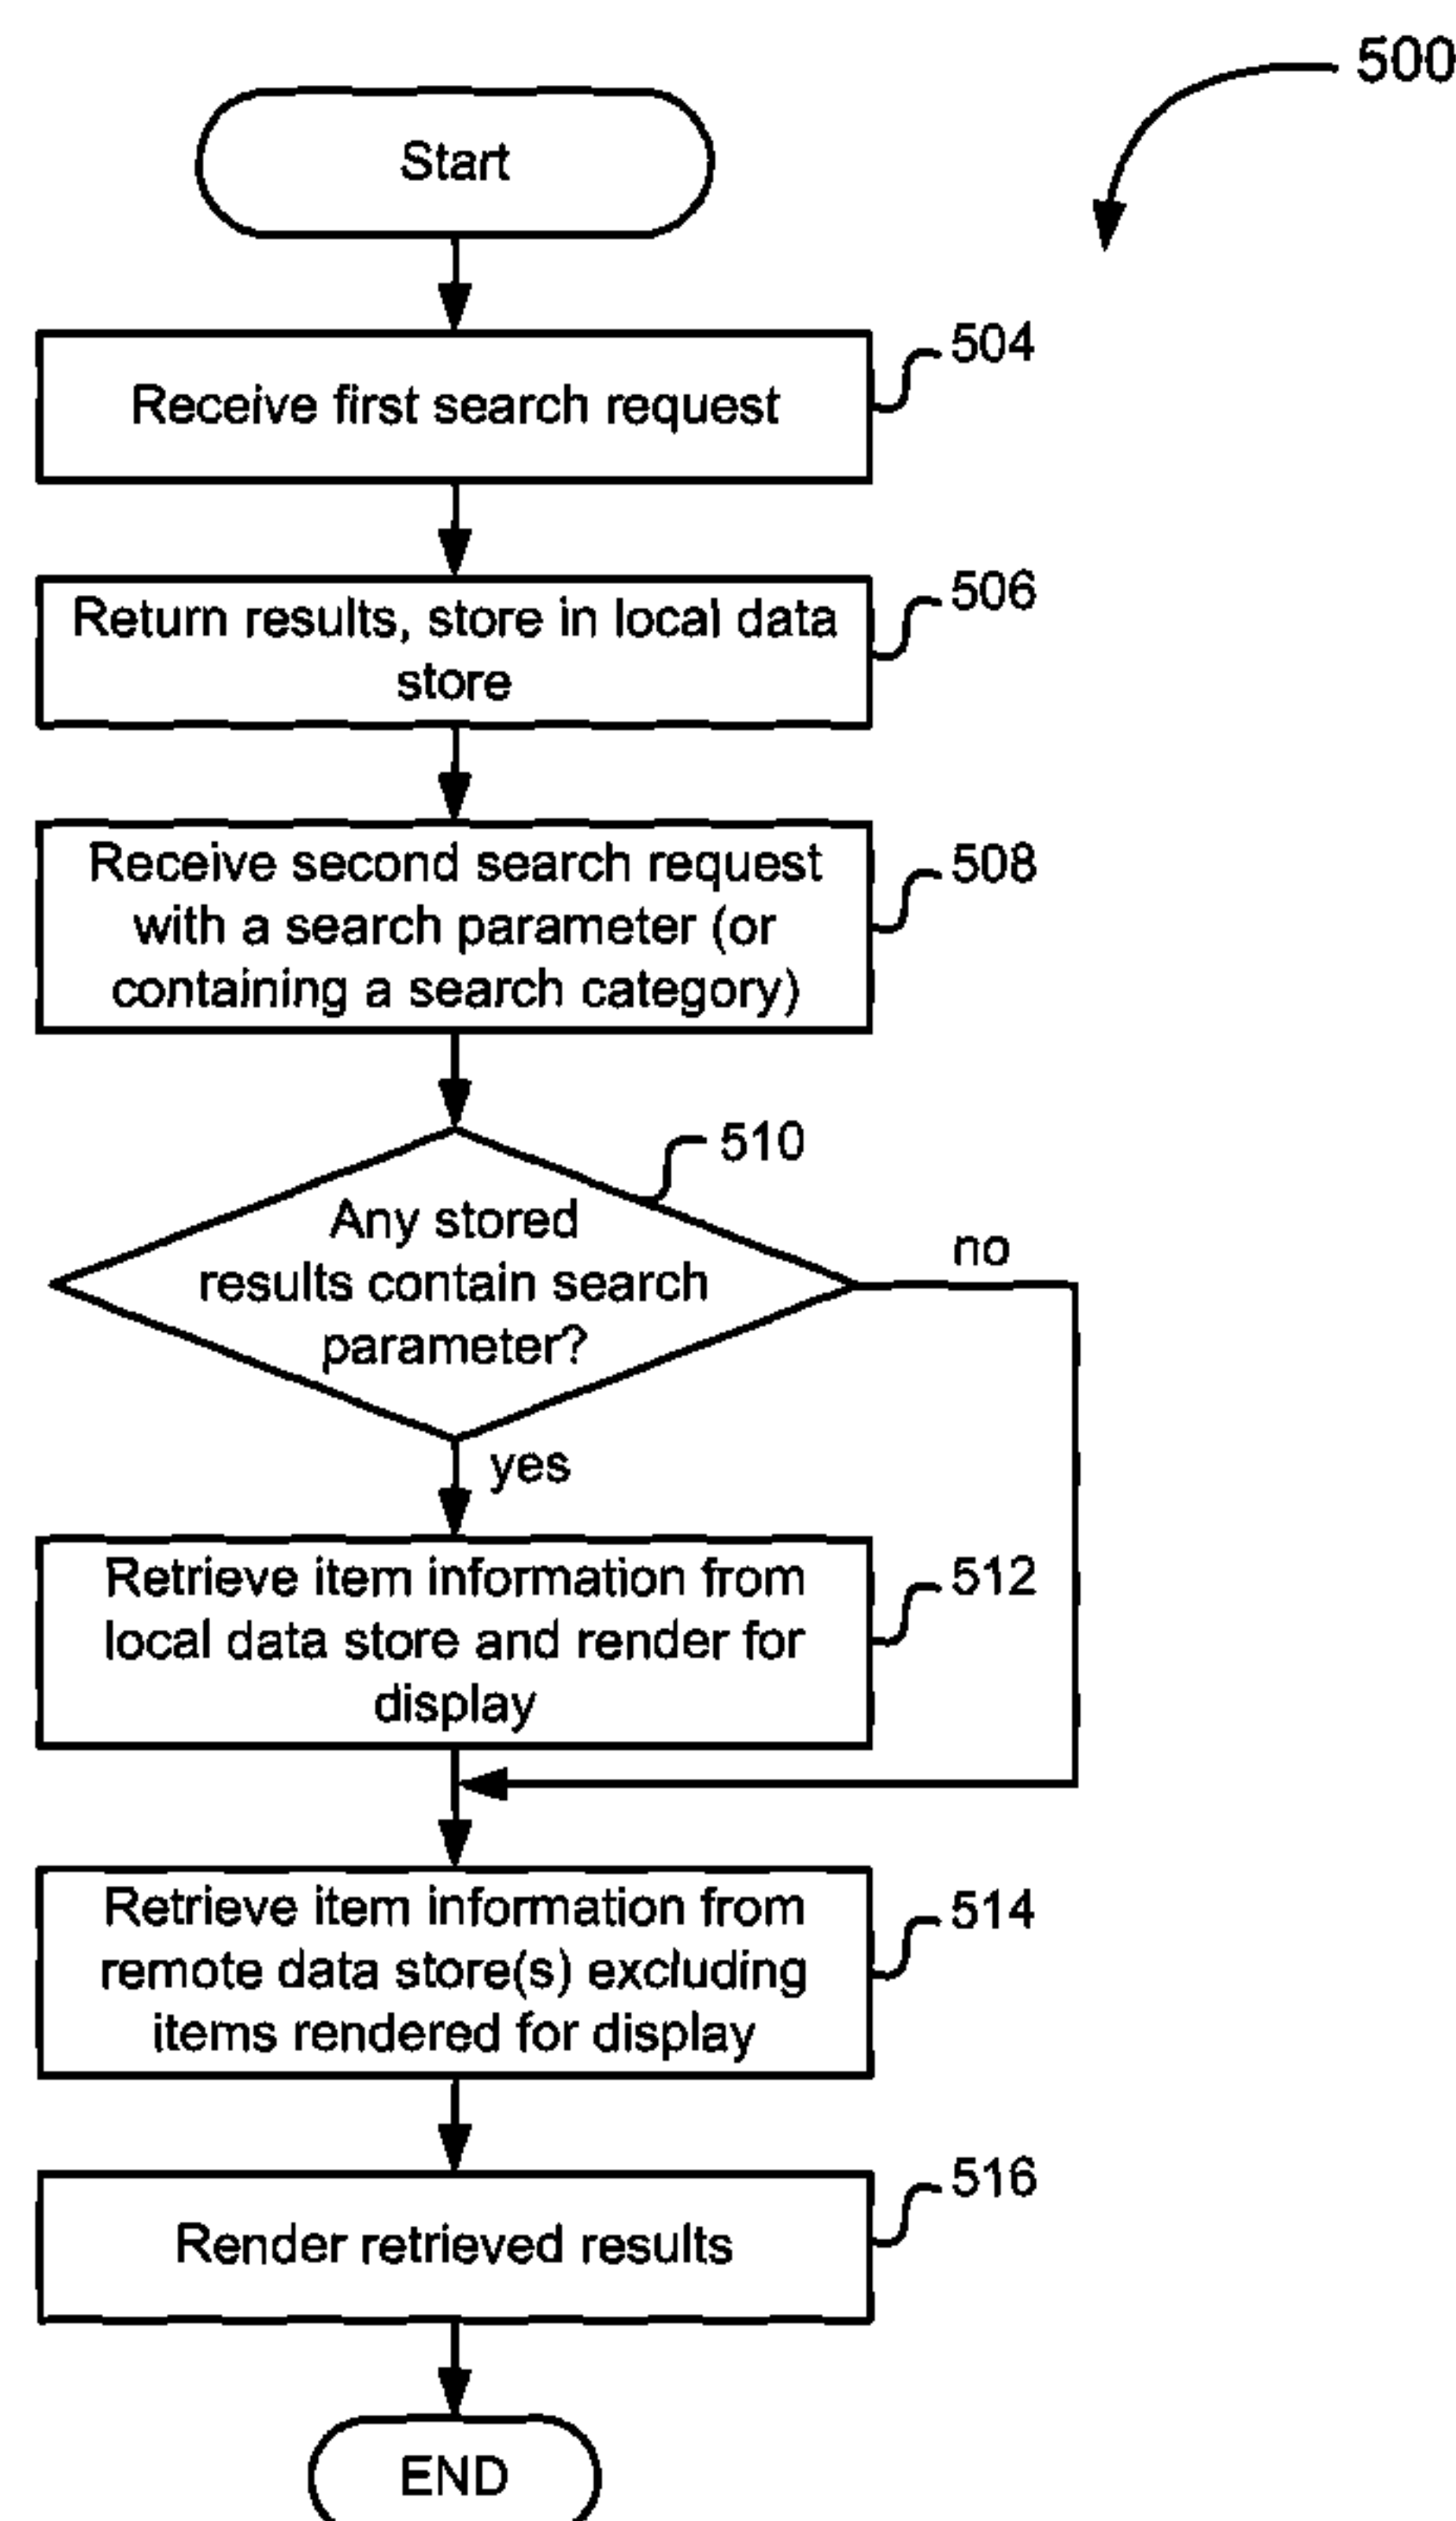 500
Start
Receive first search request
504
Return results, store in local data
store
506
Receive second search request
with a search parameter (or
containing a search category)
508
510
Any stored
results contain search
parameter?
no
yes
Retrieve item information from
local data store and render for
display
512
Retrieve item information from
remote data store(s) excluding
items rendered for display
514
Render retrieved results
516
END